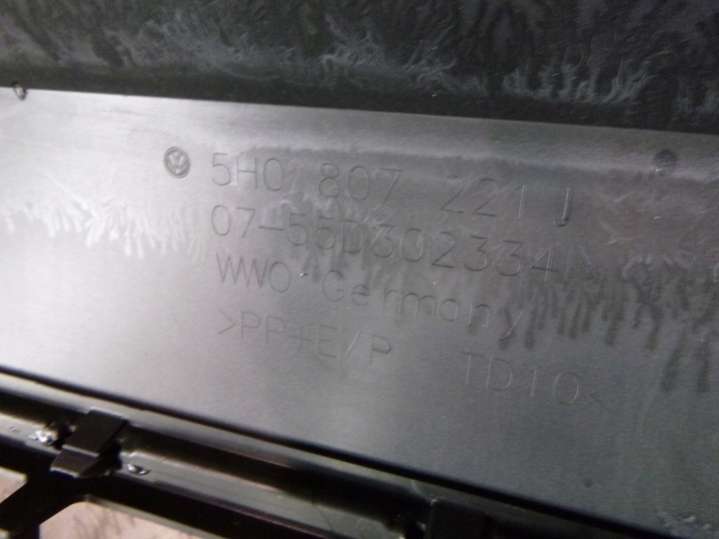 5H0 807 221 J
07-55D302334
WWO Germany
>PP+E/P TD10<